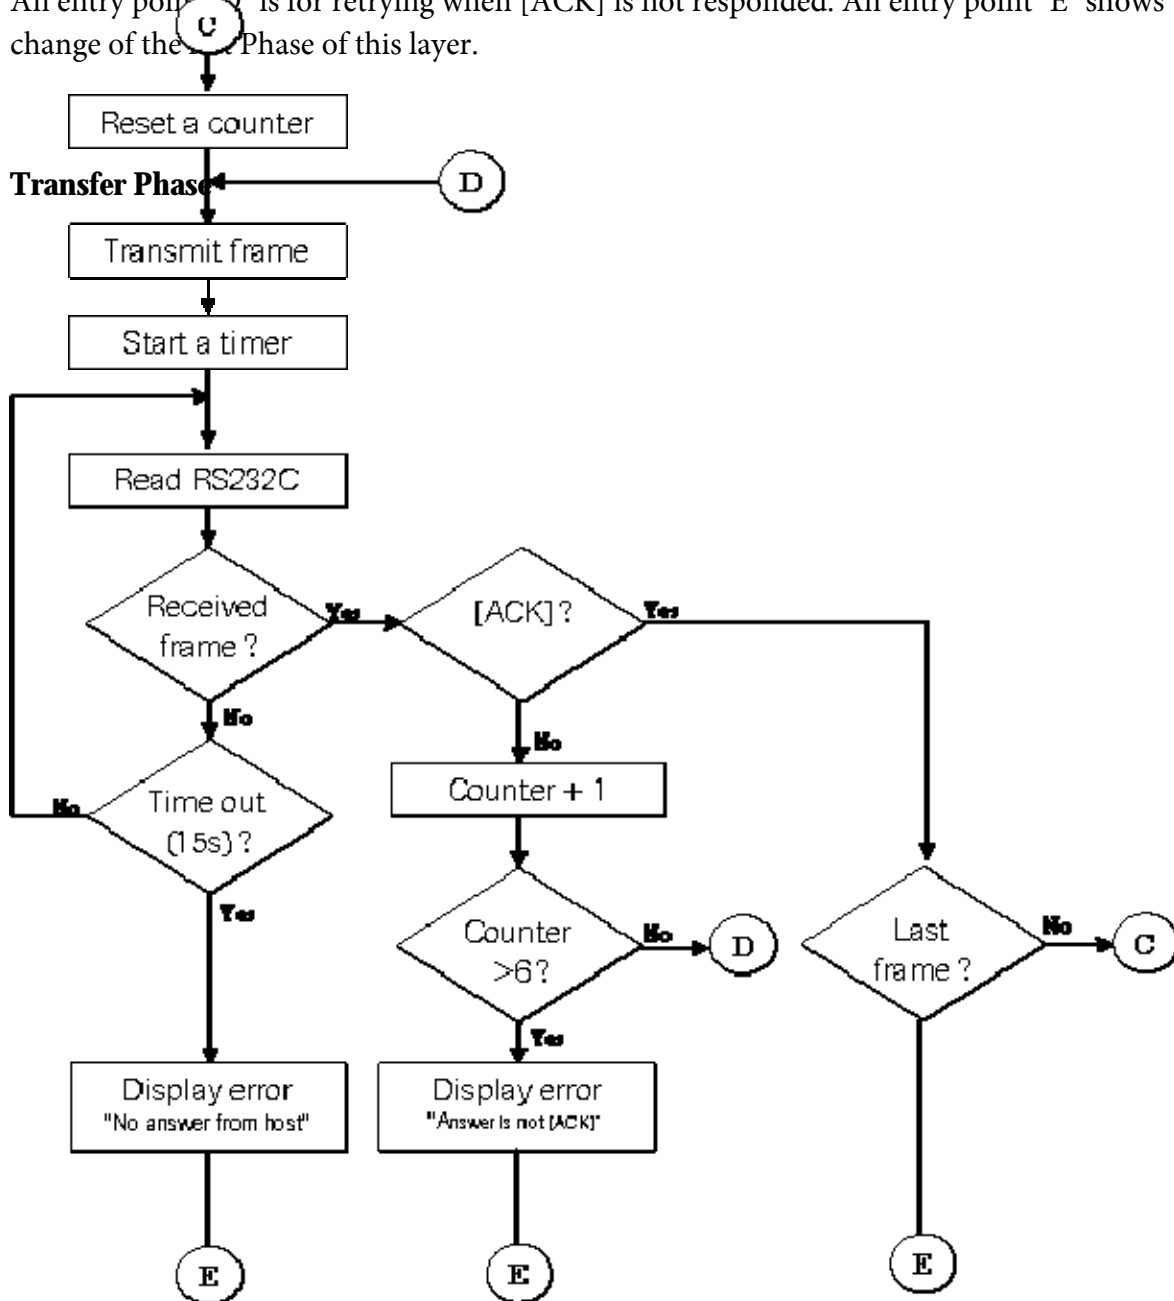 An entry is for retrying when [ACK] is not responded. An entry point "E" shows
change of the Phase of this layer.
C
Reset a counter
Transfer Phase
D
Transmit frame
Start a timer
Read RS232C
Received
frame ?
Yes
[ACK] ?
Yes
No
No
Time out
(15s) ?
No
Counter + 1
Yes
Counter
>6?
No
D
Last
frame ?
No
C
Yes
Display error
"No answer from host"
Display error
"Answer is not [ACK]"
E
E
E